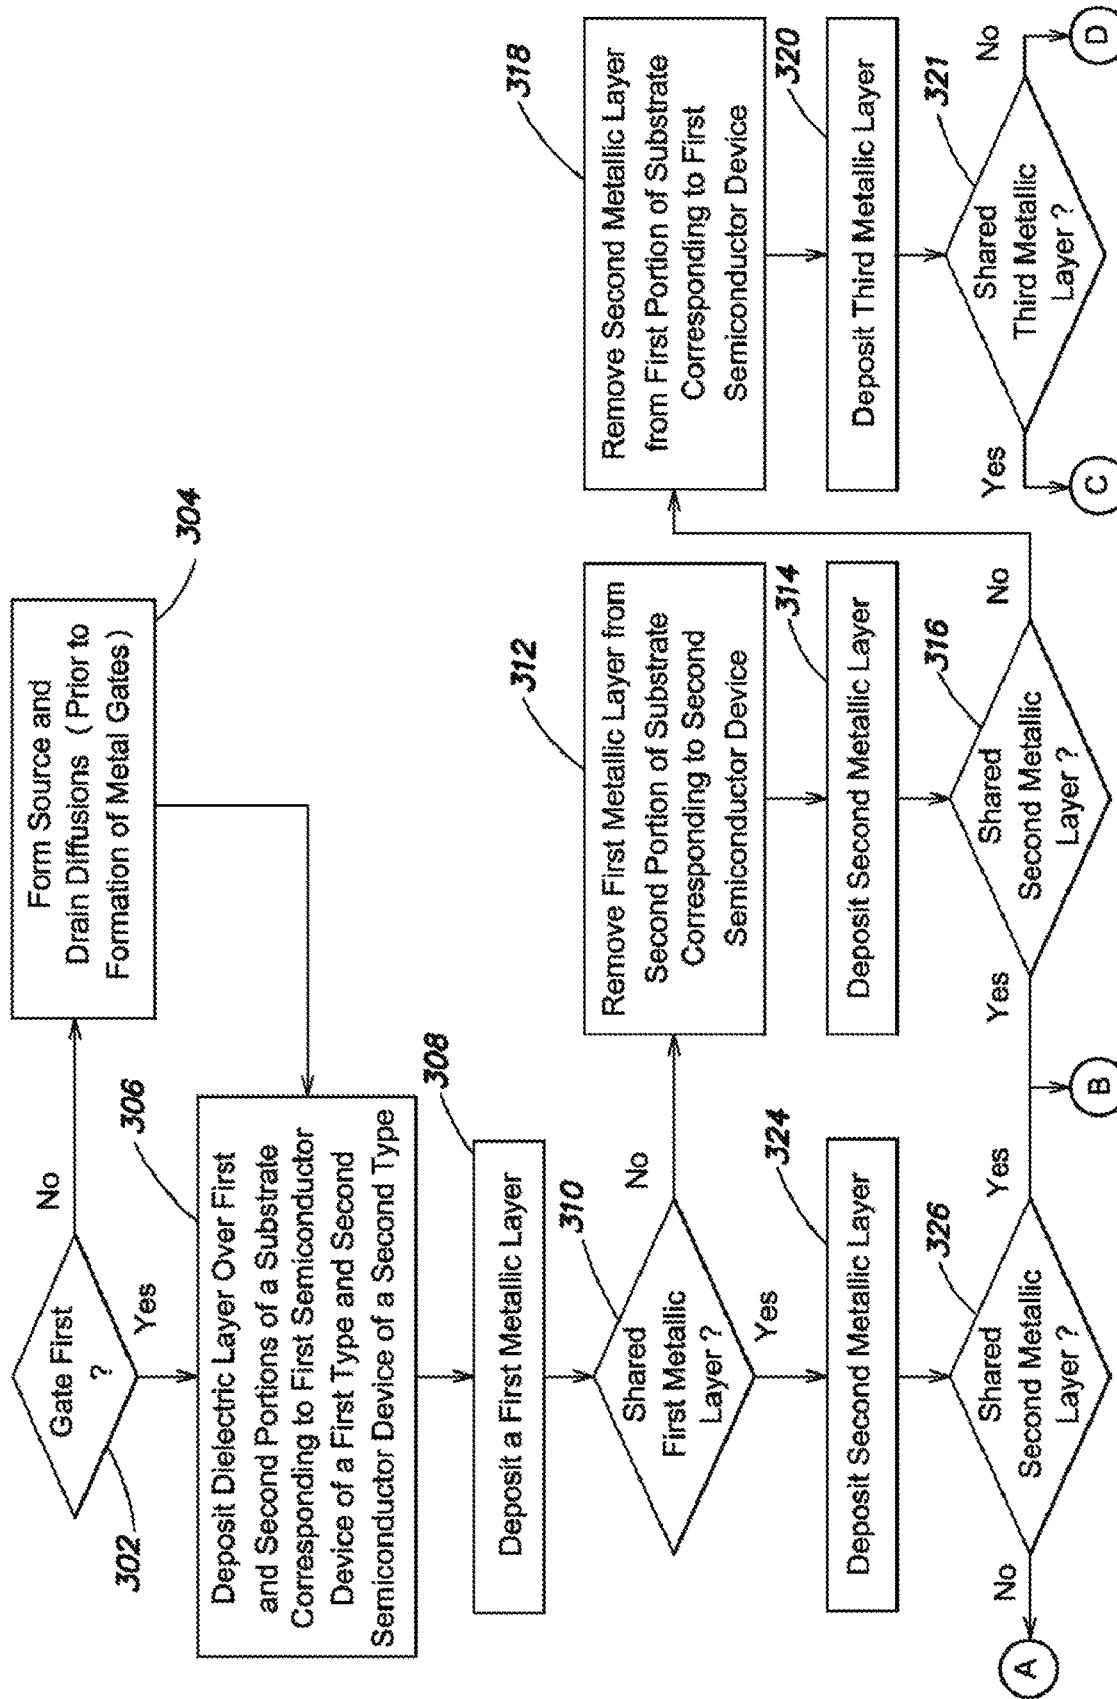 302
Gate First
?
No
Yes
304
Form Source and
Drain Diffusions ( Prior to
Formation of Metal Gates)
306
Deposit Dielectric Layer Over First
and Second Portions of a Substrate
Corresponding to First Semiconductor
Device of a First Type and Second
Semiconductor Device of a Second Type
308
Deposit a First Metallic Layer
310
Shared
First Metallic
Layer ?
No
Yes
312
Remove First Metallic Layer from
Second Portion of Substrate
Corresponding to Second
Semiconductor Device
314
Deposit Second Metallic Layer
316
Shared
Second Metallic
Layer ?
Yes
No
318
Remove Second Metallic Layer
from First Portion of Substrate
Corresponding to First
Semiconductor Device
320
Deposit Third Metallic Layer
321
Shared
Third Metallic
Layer ?
Yes
No
C
D
324
Deposit Second Metallic Layer
326
Shared
Second Metallic
Layer ?
No
Yes
A
B